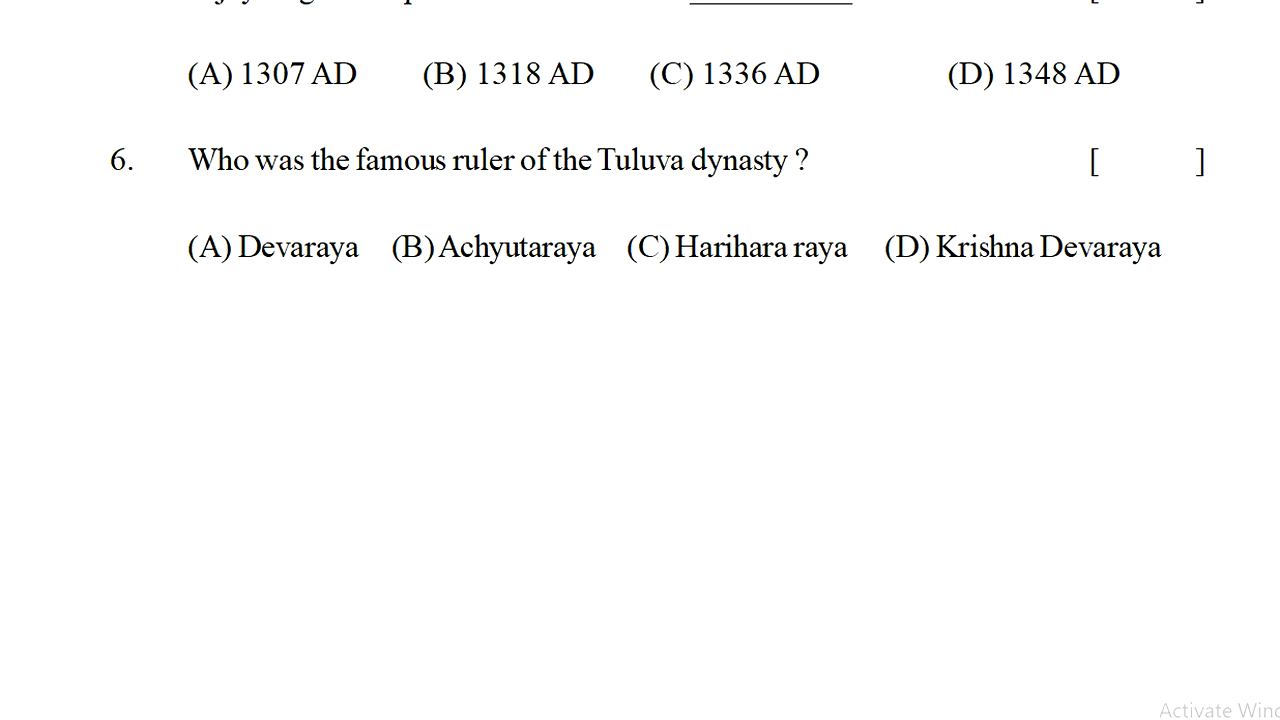 (A) 1307 AD (B) 1318 AD (C) 1336 AD (D) 1348 AD
6. Who was the famous ruler of the Tuluva dynasty ? [ ]
(A) Devaraya (B) Achyutaraya (C) Harihara raya (D) Krishna Devaraya
Activate